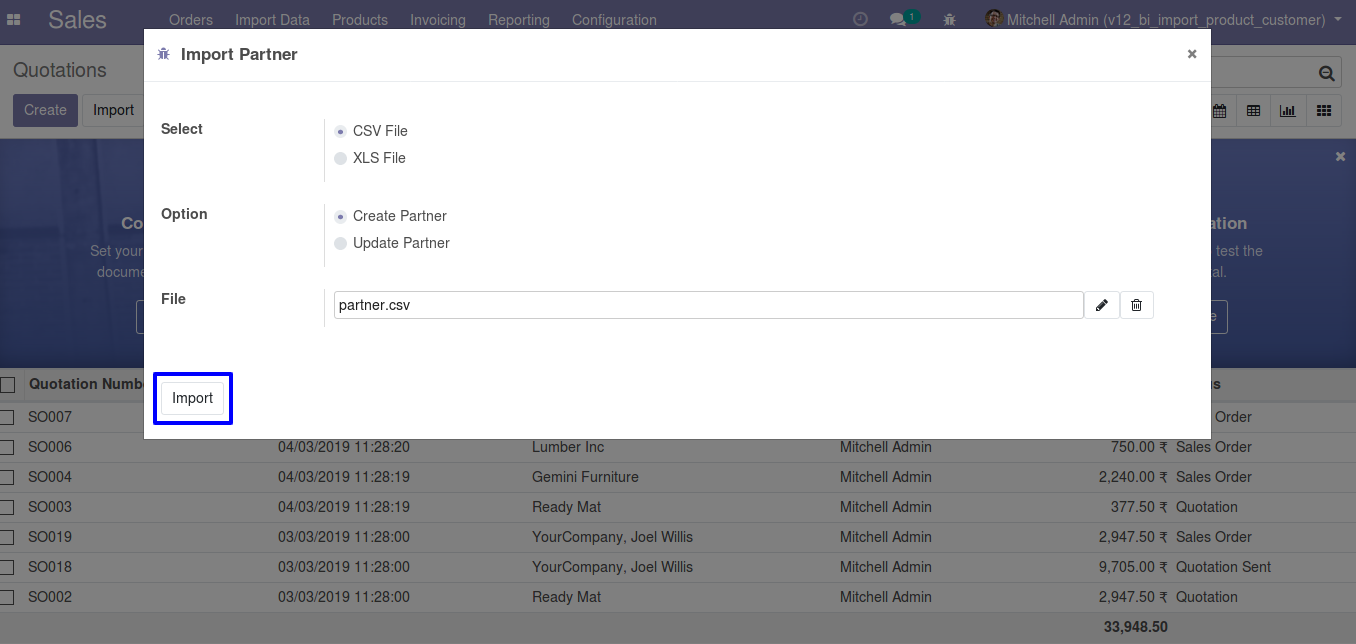 Sales Orders Import Data Products Invoicing Reporting Configuration 1 Mitchell Admin (v12_bi_import_product_customer)
Import Partner ×
Quotations
Create Import
Select CSV File
XLS File
Option Create Partner
Update Partner
Co ation
Set your test the
docume al.
File partner.csv
e
Quotation Numb s
Import
SO007 Order
SO006 04/03/2019 11:28:20 Lumber Inc Mitchell Admin 750.00 ₹ Sales Order
SO004 04/03/2019 11:28:19 Gemini Furniture Mitchell Admin 2,240.00 ₹ Sales Order
SO003 04/03/2019 11:28:19 Ready Mat Mitchell Admin 377.50 ₹ Quotation
SO019 03/03/2019 11:28:00 YourCompany, Joel Willis Mitchell Admin 2,947.50 ₹ Sales Order
SO018 03/03/2019 11:28:00 YourCompany, Joel Willis Mitchell Admin 9,705.00 ₹ Quotation Sent
SO002 03/03/2019 11:28:00 Ready Mat Mitchell Admin 2,947.50 ₹ Quotation
33,948.50